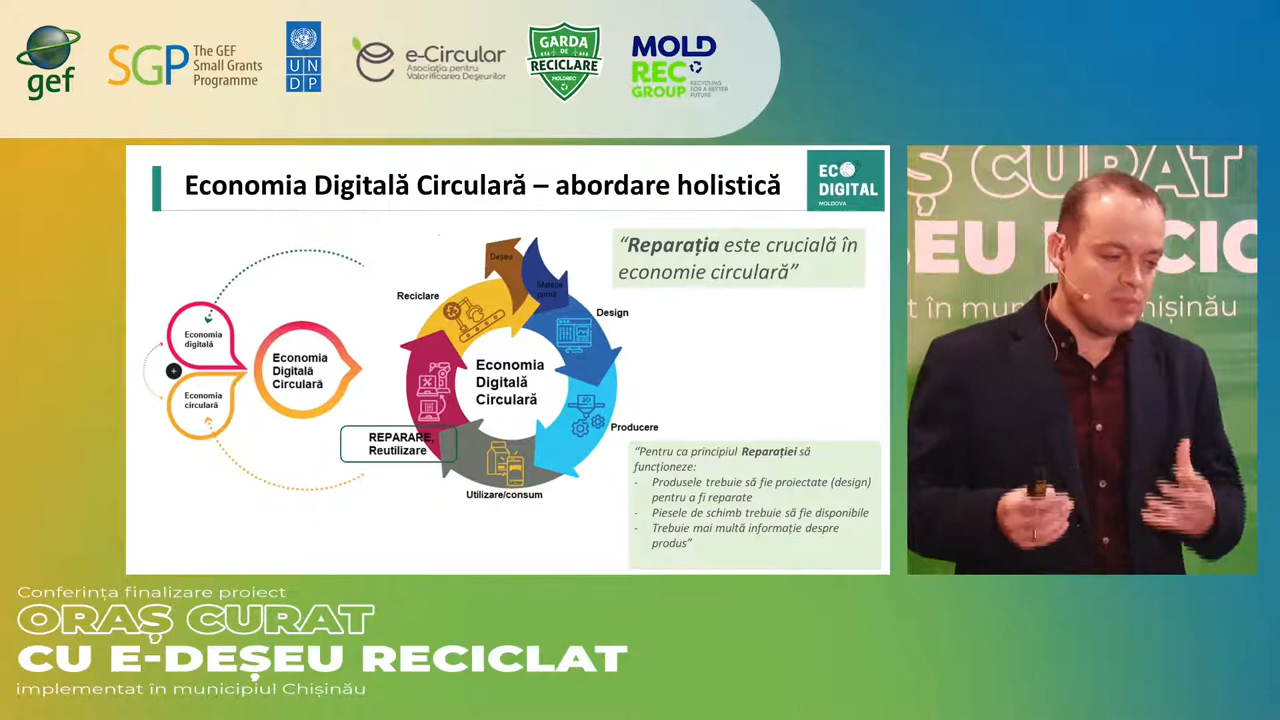 gef
SGP
The GEF
Small Grants
Programme
U N
D P
e-Circular
Asociația pentru
Valorificarea Deșeurilor
GARDA
DE
RECICLARE
MOLDREC
MOLD
REC
GROUP
RECYCLING
FOR A BETTER
FUTURE
Economia Digitală Circulară – abordare holistică
ECO
DIGITAL
MOLDOVA
“Reparația este crucială în
economie circulară”
Economia
digitală
Economia
circulară
Economia
Digitală
Circulară
Deșeu
Materie
primă
Reciclare
Design
Economia
Digitală
Circulară
Producere
REPARARE,
Reutilizare
Utilizare/consum
3D
“Pentru ca principiul Reparației să
funcționeze:
- Produsele trebuie să fie proiectate (design)
pentru a fi reparate
- Piesele de schimb trebuie să fie disponibile
- Trebuie mai multă informație despre
produs”
Ș CURAT
EU RECIC
t în municipiul Chișinău
Conferința finalizare proiect
ORAȘ CURAT
CU E-DEȘEU RECICLAT
implementat în municipiul Chișinău